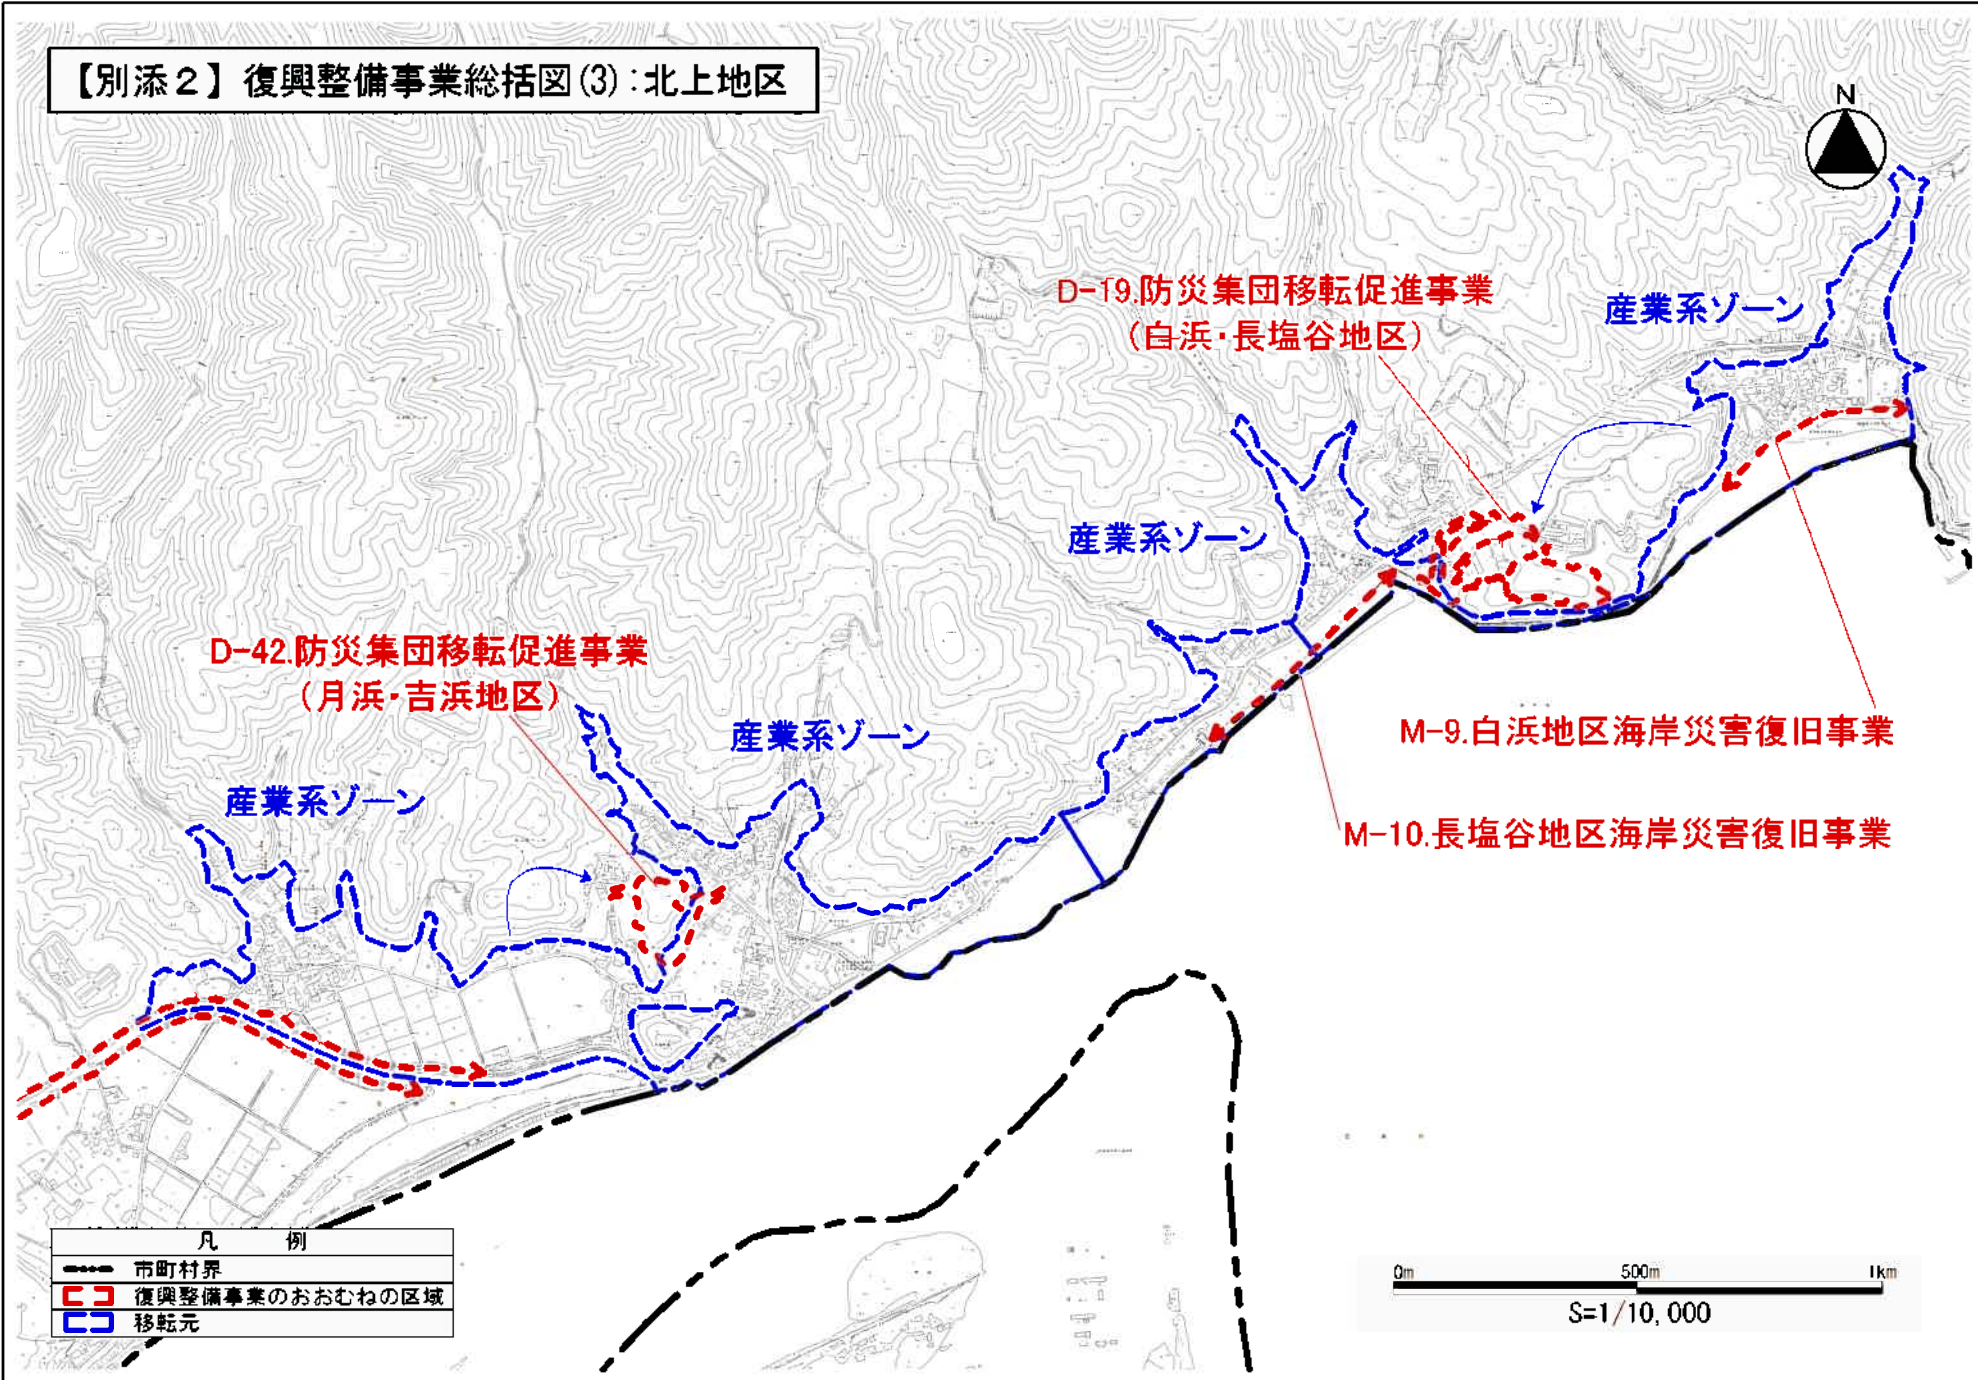 【別添２】復興整備事業総括図(3):北上地区
N
D-19.防災集団移転促進事業
(白浜・長塩谷地区)
産業系ゾーン
産業系ゾーン
D-42.防災集団移転促進事業
(月浜・吉浜地区)
産業系ゾーン
産業系ゾーン
M-9.白浜地区海岸災害復旧事業
M-10.長塩谷地区海岸災害復旧事業
凡 例
市町村界
復興整備事業のおおむねの区域
移転元
0m 500m 1km
S=1/10,000